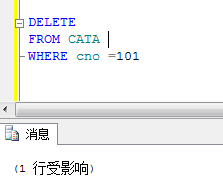 DELETE
FROM CATA
WHERE cno =101
消息
(1 行受影响)